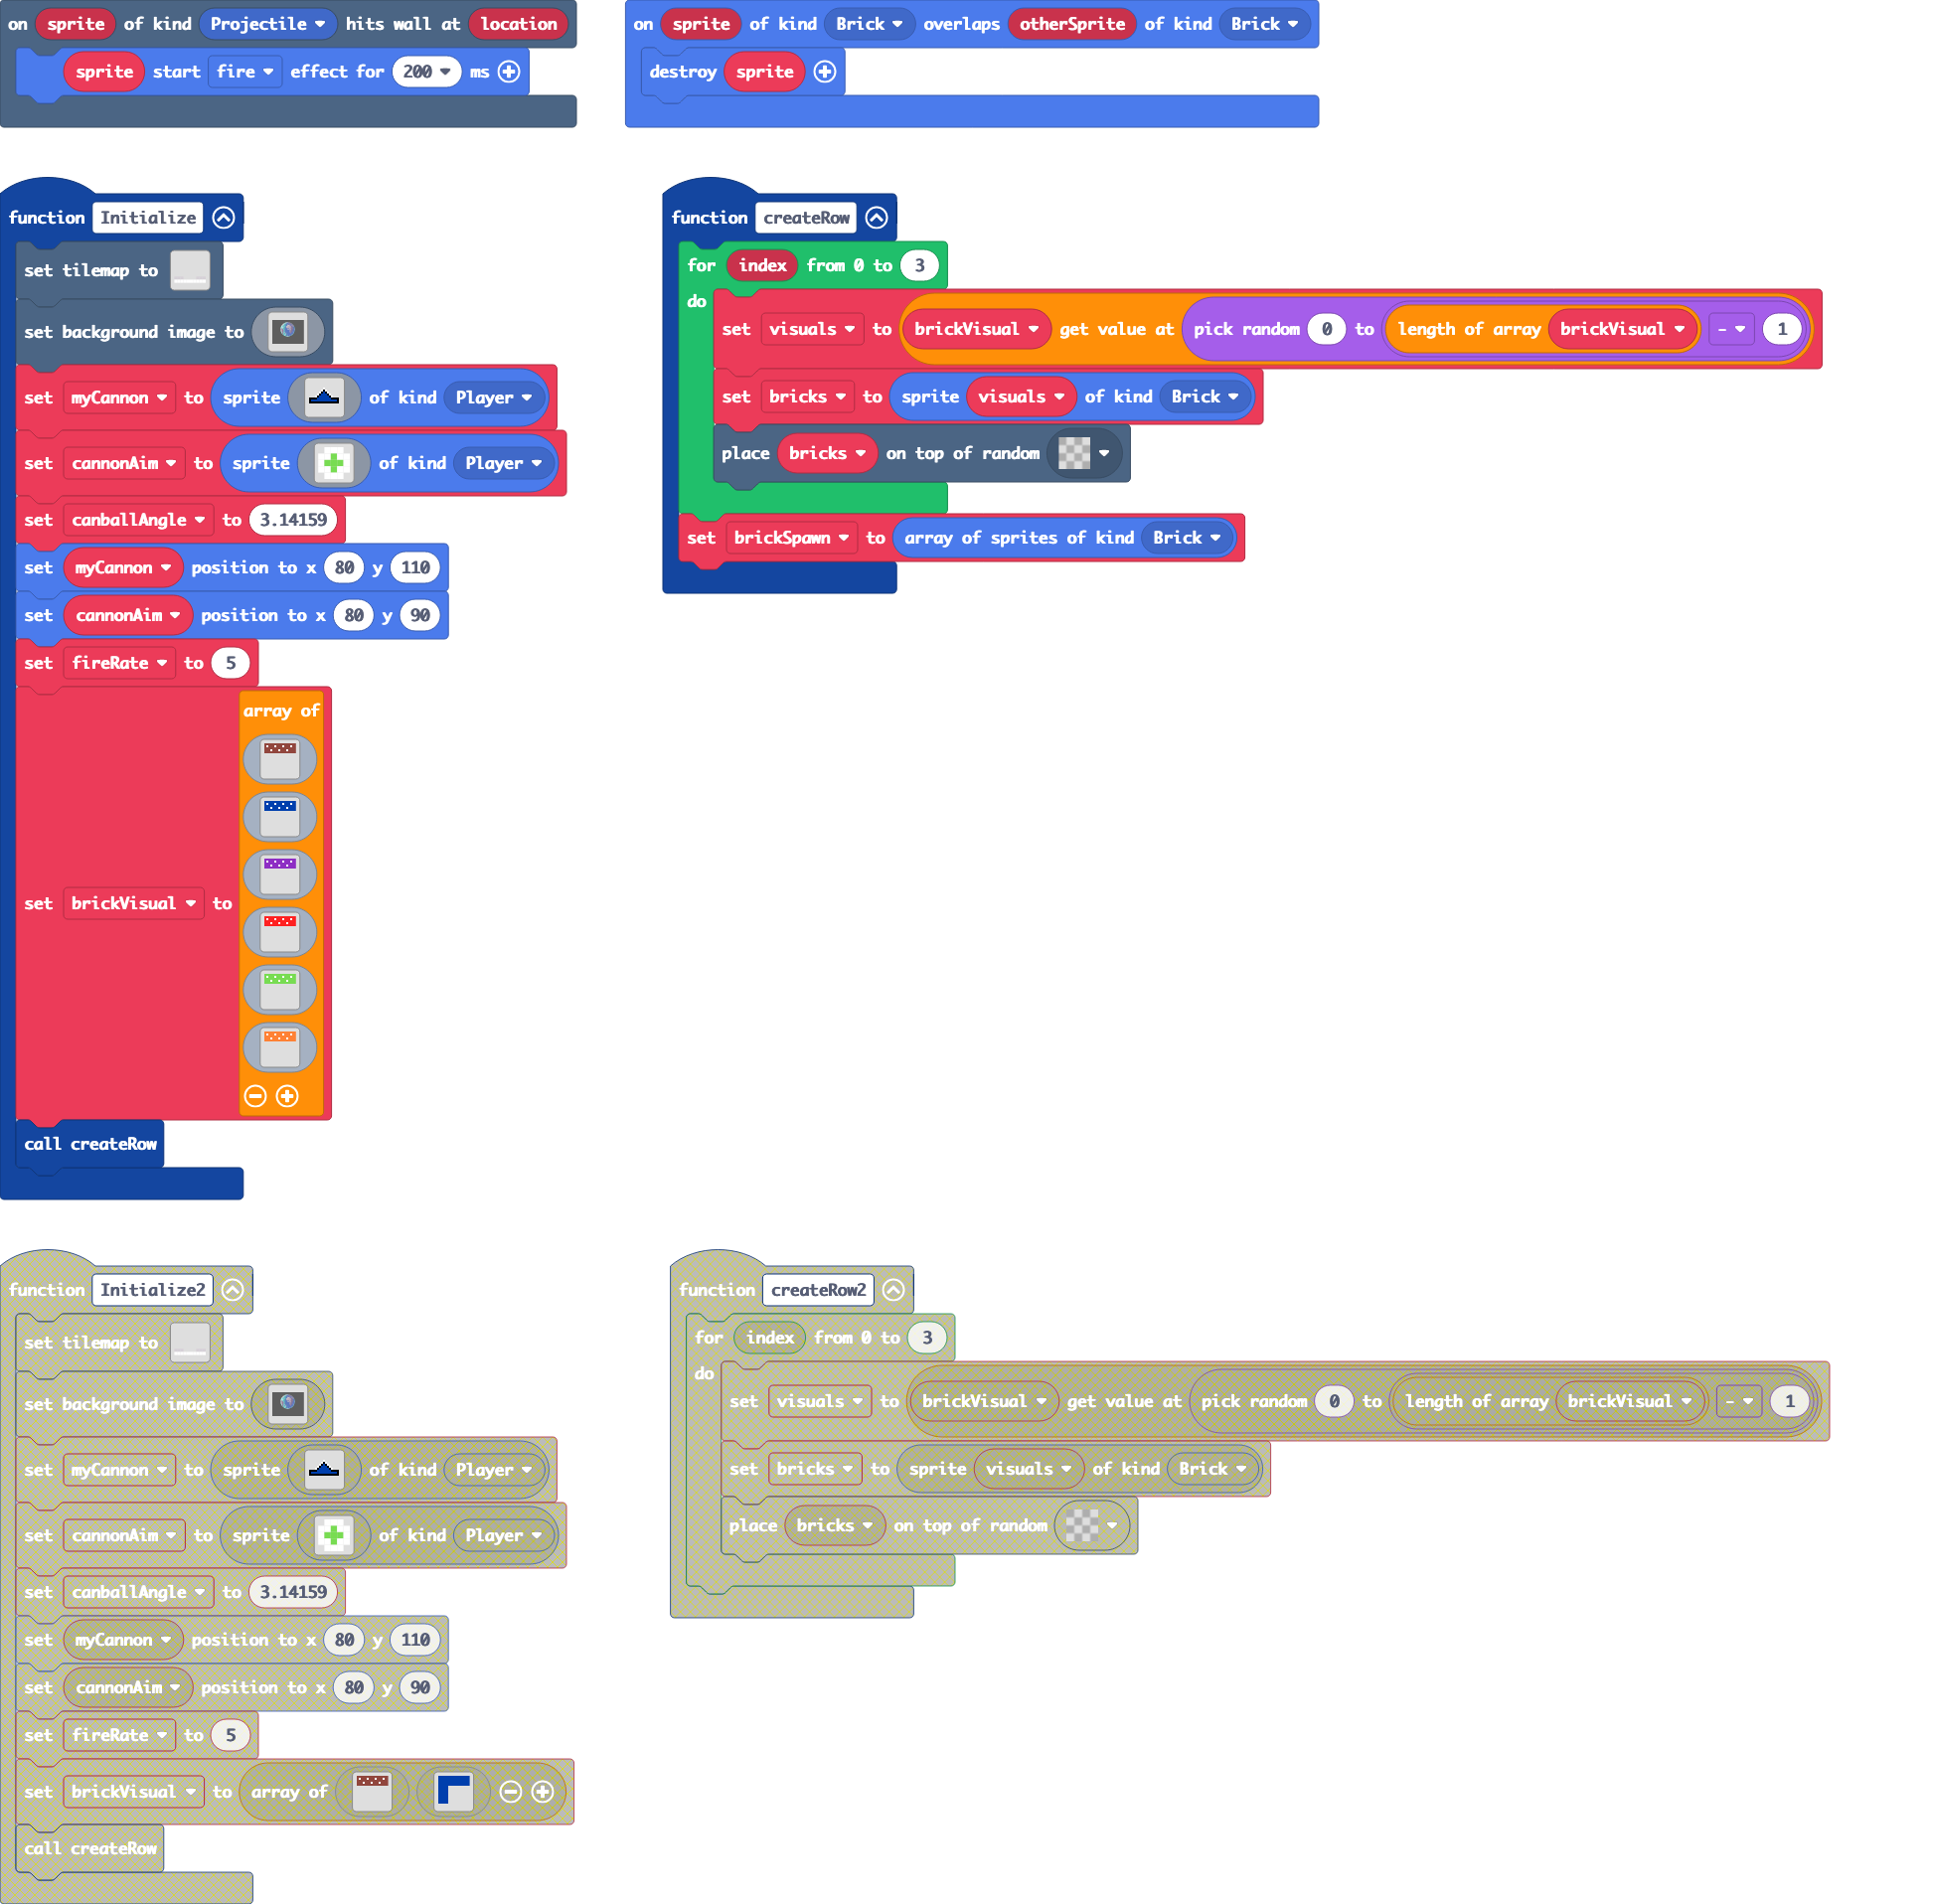 on sprite of kind Projectile hits wall at location
sprite start fire effect for 200 ms
on sprite of kind Brick overlaps otherSprite of kind Brick
destroy sprite
function Initialize
set tilemap to
set background image to
set myCannon to sprite of kind Player
set cannonAim to sprite of kind Player
set canballAngle to 3.14159
set myCannon position to x 80 y 110
set cannonAim position to x 80 y 90
set fireRate to 5
set brickVisual to array of
call createRow
function createRow
for index from 0 to 3
do
set visuals to brickVisual get value at pick random 0 to length of array brickVisual - 1
set bricks to sprite visuals of kind Brick
place bricks on top of random
set brickSpawn to array of sprites of kind Brick
function Initialize2
set tilemap to
set background image to
set myCannon to sprite of kind Player
set cannonAim to sprite of kind Player
set canballAngle to 3.14159
set myCannon position to x 80 y 110
set cannonAim position to x 80 y 90
set fireRate to 5
set brickVisual to array of
call createRow
function createRow2
for index from 0 to 3
do
set visuals to brickVisual get value at pick random 0 to length of array brickVisual - 1
set bricks to sprite visuals of kind Brick
place bricks on top of random